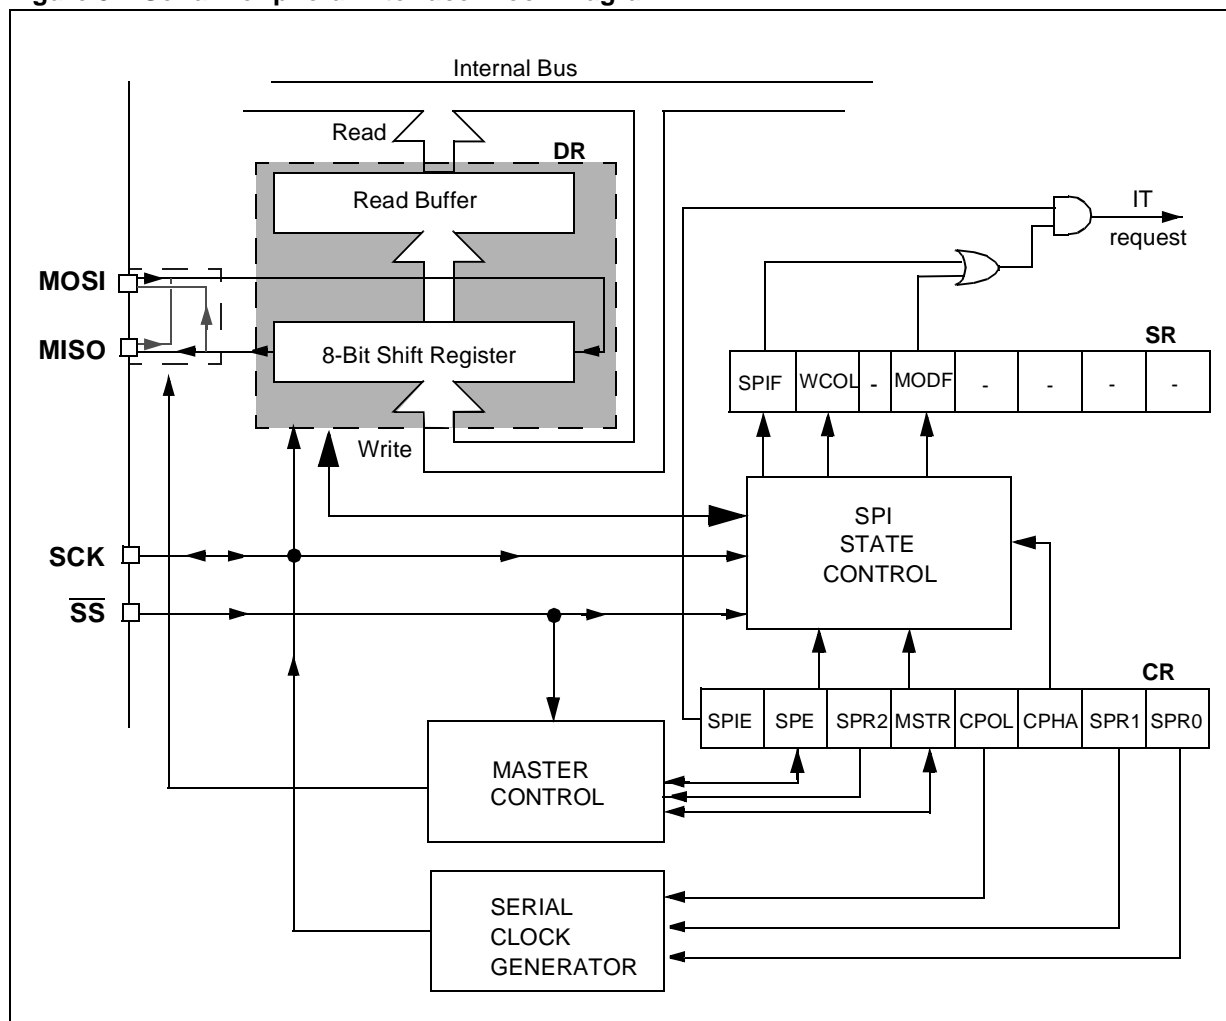 Internal Bus
Read
DR
Read Buffer
IT
request
MOSI
MISO
8-Bit Shift Register
SR
SPIF WCOL - MODF - - - -
Write
SPI
STATE
CONTROL
SCK
SS
CR
SPIE SPE SPR2 MSTR CPOL CPHA SPR1 SPR0
MASTER
CONTROL
SERIAL
CLOCK
GENERATOR